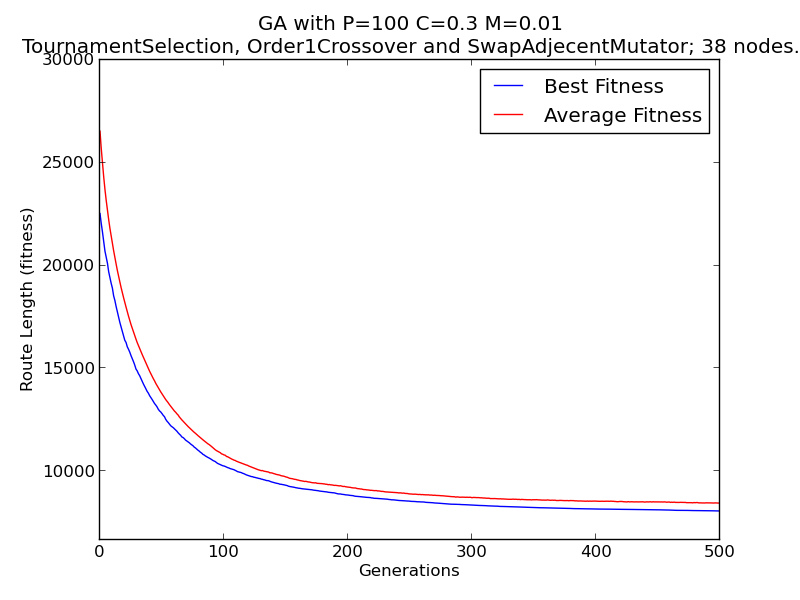 GA with P=100 C=0.3 M=0.01
TournamentSelection, Order1Crossover and SwapAdjecentMutator; 38 nodes.
30000
25000
20000
15000
10000
Route Length (fitness)
Best Fitness
Average Fitness
0 100 200 300 400 500
Generations